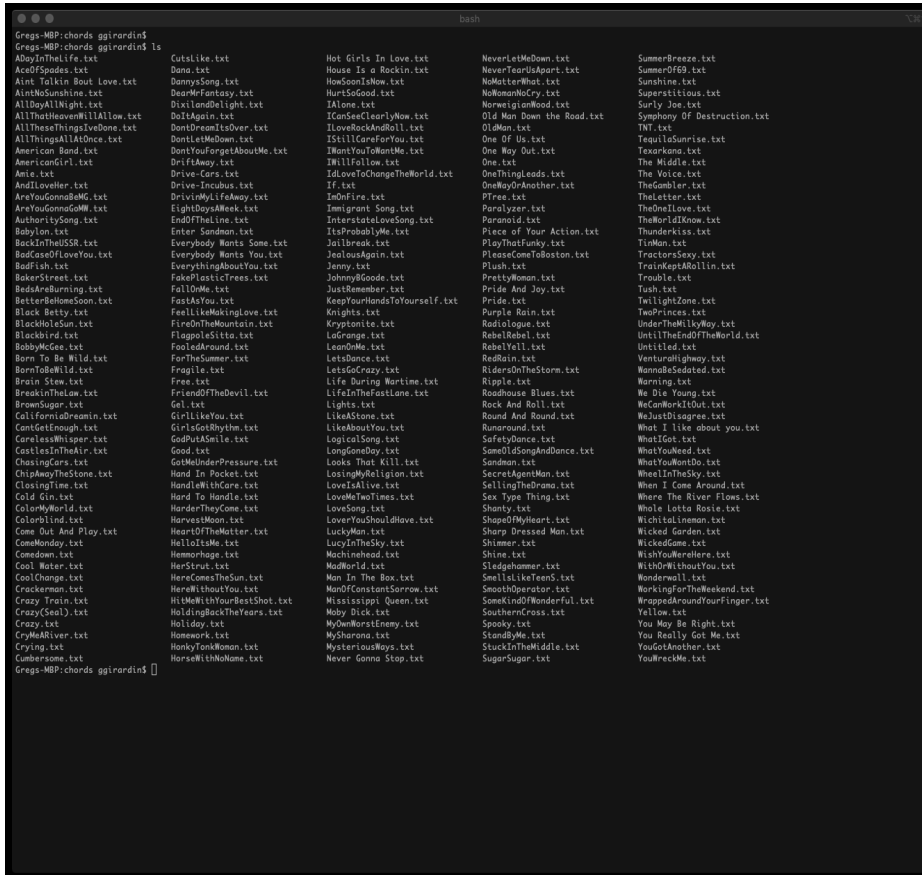 bash
Gregs-MBP:chords ggirardin$
Gregs-MBP:chords ggirardin$ ls
ADayInTheLife.txt CutsLike.txt Hot Girls In Love.txt NeverLetMeDown.txt SummerBreeze.txt
AceOfSpades.txt Dana.txt House Is a Rockin.txt NeverTearUsApart.txt SummerOf69.txt
Aint Talkin Bout Love.txt DannysSong.txt HowSoonIsNow.txt NoMatterWhat.txt Sunshine.txt
AintNoSunshine.txt DearMrFantasy.txt HurtSoGood.txt NoWomanNoCry.txt Superstitious.txt
AllDayAllNight.txt DixilandDelight.txt IAlone.txt NorweigianWood.txt Surly Joe.txt
AllThatHeavenWillAllow.txt DoItAgain.txt ICanSeeClearlyNow.txt Old Man Down the Road.txt Symphony Of Destruction.txt
AllTheseThingsIveDone.txt DontDreamItsOver.txt ILoveRockAndRoll.txt OldMan.txt TNT.txt
AllThingsAllAtOnce.txt DontLetMeDown.txt IStillCareForYou.txt One Of Us.txt TequilaSunrise.txt
American Band.txt DontYouForgetAboutMe.txt IWantYouToWantMe.txt One Way Out.txt Texarkana.txt
AmericanGirl.txt DriftAway.txt IWillFollow.txt One.txt The Middle.txt
Amie.txt Drive-Cars.txt IdLoveToChangeTheWorld.txt OneThingLeads.txt The Voice.txt
AndILoveHer.txt Drive-Incubus.txt If.txt OneWayOrAnother.txt TheGambler.txt
AreYouGonnaBeMG.txt DrivinMyLifeAway.txt ImOnFire.txt PTree.txt TheLetter.txt
AreYouGonnaGoMW.txt EightDaysAWeek.txt Immigrant Song.txt Paralyzer.txt TheOneILove.txt
AuthoritySong.txt EndOfTheLine.txt InterstateLoveSong.txt Paranoid.txt TheWorldIKnow.txt
Babylon.txt Enter Sandman.txt ItsProbablyMe.txt Piece of Your Action.txt Thunderkiss.txt
BackInTheUSSR.txt Everybody Wants Some.txt Jailbreak.txt PlayThatFunky.txt TinMan.txt
BadCaseOfLoveYou.txt Everybody Wants You.txt JealousAgain.txt PleaseComeToBoston.txt TractorsSexy.txt
BadFish.txt EverythingAboutYou.txt Jenny.txt Plush.txt TrainKeptARollin.txt
BakerStreet.txt FakePlasticTrees.txt JohnnyBGoode.txt PrettyWoman.txt Trouble.txt
BedsAreBurning.txt FallOnMe.txt JustRemember.txt Pride And Joy.txt Tush.txt
BetterBeHomeSoon.txt FastAsYou.txt KeepYourHandsToYourself.txt Pride.txt TwilightZone.txt
Black Betty.txt FeelLikeMakingLove.txt Knights.txt Purple Rain.txt TwoPrinces.txt
BlackHoleSun.txt FireOnTheMountain.txt Kryptonite.txt Radiologue.txt UnderTheMilkyWay.txt
Blackbird.txt FlagpoleSitta.txt LaGrange.txt RebelRebel.txt UntilTheEndOfTheWorld.txt
BobbyMcGee.txt FooledAround.txt LeanOnMe.txt RebelYell.txt Untitled.txt
Born To Be Wild.txt ForTheSummer.txt LetsDance.txt RedRain.txt VenturaHighway.txt
BornToBeWild.txt Fragile.txt LetsGoCrazy.txt RidersOnTheStorm.txt WannaBeSedated.txt
Brain Stew.txt Free.txt Life During Wartime.txt Ripple.txt Warning.txt
BreakinTheLaw.txt FriendOfTheDevil.txt LifeInTheFastLane.txt Roadhouse Blues.txt We Die Young.txt
BrownSugar.txt Gel.txt Lights.txt Rock And Roll.txt WeCanWorkItOut.txt
CaliforniaDreamin.txt GirlLikeYou.txt LikeAStone.txt Round And Round.txt WeJustDisagree.txt
CantGetEnough.txt GirlsGotRhythm.txt LikeAboutYou.txt Runaround.txt What I like about you.txt
CarelessWhisper.txt GodPutASmile.txt LogicalSong.txt SafetyDance.txt WhatIGot.txt
CastlesInTheAir.txt Good.txt LongGoneDay.txt SameOldSongAndDance.txt WhatYouNeed.txt
ChasingCars.txt GotMeUnderPressure.txt Looks That Kill.txt Sandman.txt WhatYouWontDo.txt
ChipAwayTheStone.txt Hand In Pocket.txt LosingMyReligion.txt SecretAgentMan.txt WheelInTheSky.txt
ClosingTime.txt HandleWithCare.txt LoveIsAlive.txt SellingTheDrama.txt When I Come Around.txt
Cold Gin.txt Hard To Handle.txt LoveMeTwoTimes.txt Sex Type Thing.txt Where The River Flows.txt
ColorMyWorld.txt HarderTheyCome.txt LoveSong.txt Shanty.txt Whole Lotta Rosie.txt
Colorblind.txt HarvestMoon.txt LoverYouShouldHave.txt ShapeOfMyHeart.txt WichitaLineman.txt
Come Out And Play.txt HeartOfTheMatter.txt LuckyMan.txt Sharp Dressed Man.txt Wicked Garden.txt
ComeMonday.txt HelloItsMe.txt LucyInTheSky.txt Shimmer.txt WickedGame.txt
Comedown.txt Hemmorhage.txt Machinehead.txt Shine.txt WishYouWereHere.txt
Cool Water.txt HerStrut.txt MadWorld.txt Sledgehammer.txt WithOrWithoutYou.txt
CoolChange.txt HereComesTheSun.txt Man In The Box.txt SmellsLikeTeenS.txt Wonderwall.txt
Crackerman.txt HereWithoutYou.txt ManOfConstantSorrow.txt SmoothOperator.txt WorkingForTheWeekend.txt
Crazy Train.txt HitMeWithYourBestShot.txt Mississippi Queen.txt SomeKindOfWonderful.txt WrappedAroundYourFinger.txt
Crazy(Seal).txt HoldingBackTheYears.txt Moby Dick.txt SouthernCross.txt Yellow.txt
Crazy.txt Holiday.txt MyOwnWorstEnemy.txt Spooky.txt You May Be Right.txt
CryMeARiver.txt Homework.txt MySharona.txt StandByMe.txt You Really Got Me.txt
Crying.txt HonkyTonkWoman.txt MysteriousWays.txt StuckInTheMiddle.txt YouGotAnother.txt
Cumbersome.txt HorseWithNoName.txt Never Gonna Stop.txt SugarSugar.txt YouWreckMe.txt
Gregs-MBP:chords ggirardin$